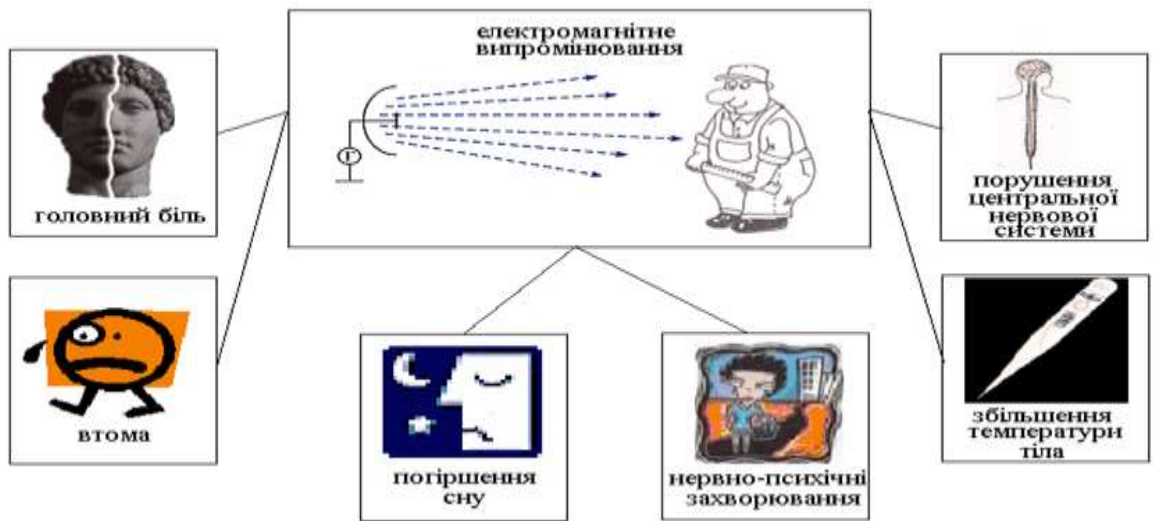 електромагнітне
випромінювання
Г
головний біль
порушення
центральної
нервової
системи
втома
погіршення
сну
нервно-психічні
захворювання
збільшення
температури
тіла